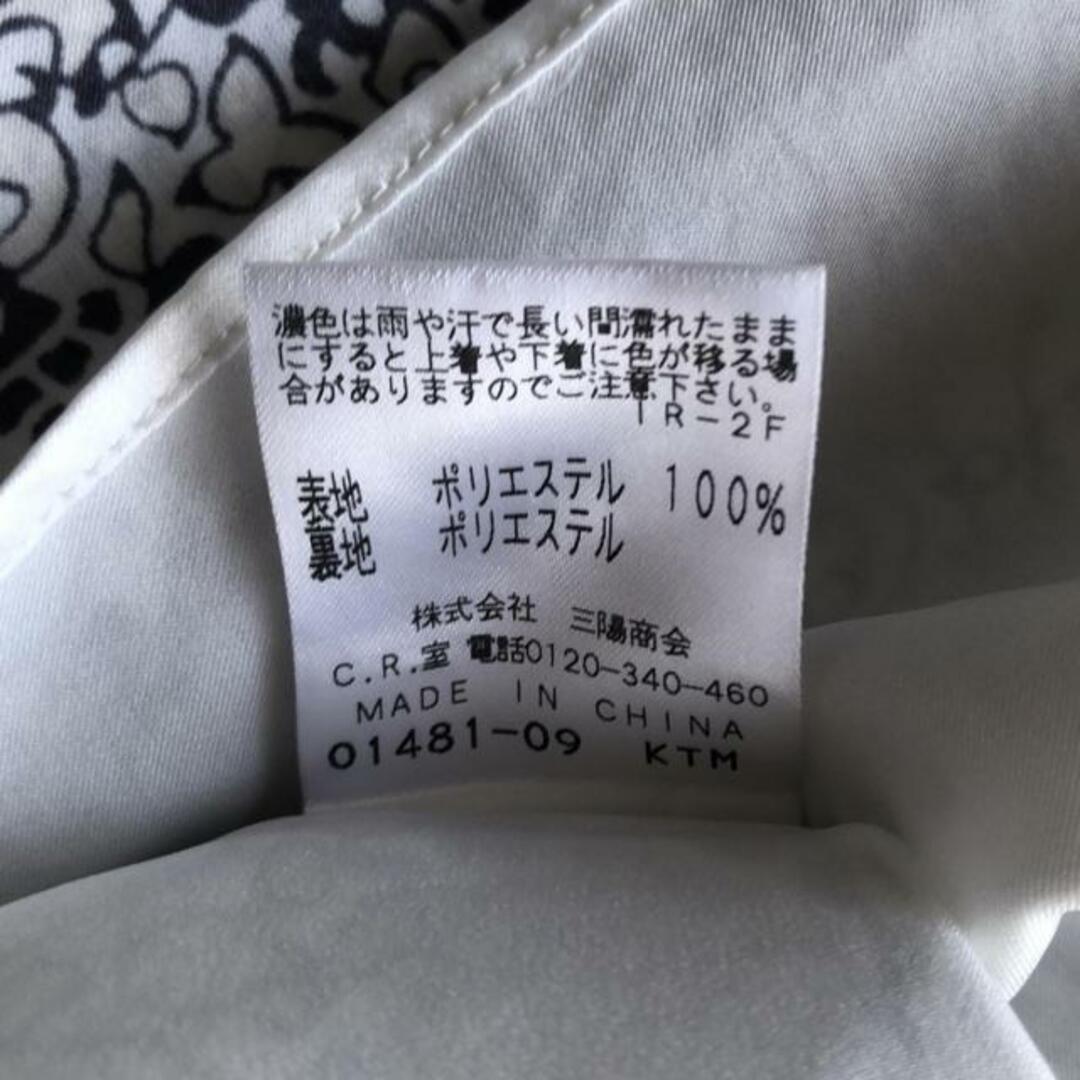 濃色は雨や汗で長い間濡れたまま
にすると上着や下着に色が移る場
合がありますのでご注意下さい。
IR-2F
表地 ポリエステル 100%
裏地 ポリエステル
株式会社 三陽商会
C.R.室 電話0120-340-460
MADE IN CHINA
01481-09 KTM